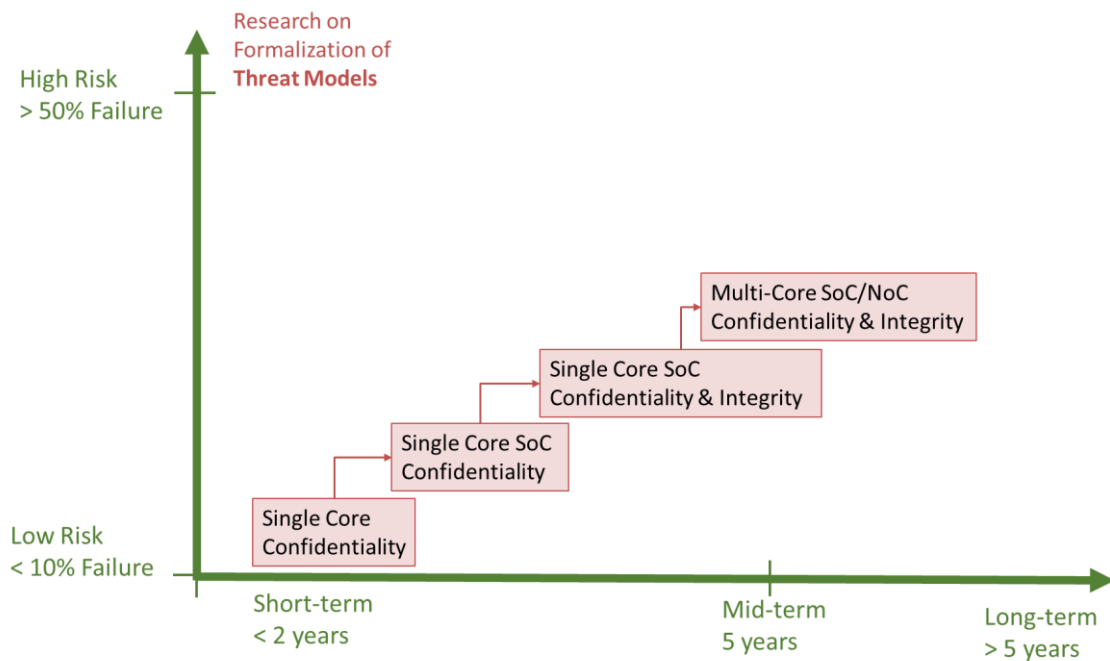 Research on
Formalization of
Threat Models
High Risk
> 50% Failure
Multi-Core SoC/NoC
Confidentiality & Integrity
Single Core SoC
Confidentiality & Integrity
Single Core SoC
Confidentiality
Single Core
Confidentiality
Low Risk
< 10% Failure
Short-term
< 2 years
Mid-term
5 years
Long-term
> 5 years